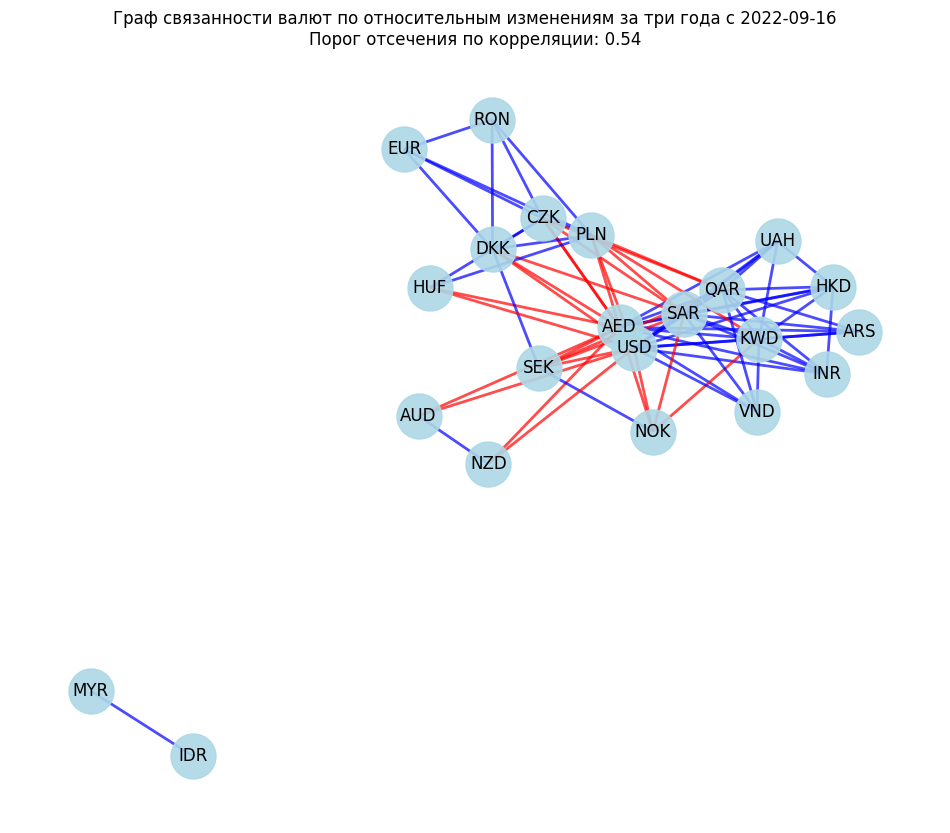 Граф связанности валют по относительным изменениям за три года с 2022-09-16
Порог отсечения по корреляции: 0.54
RON
EUR
CZK
PLN
UAH
DKK
HUF
QAR
HKD
SAR
AED
ARS
KWD
USD
SEK
INR
VND
AUD
NOK
NZD
MYR
IDR